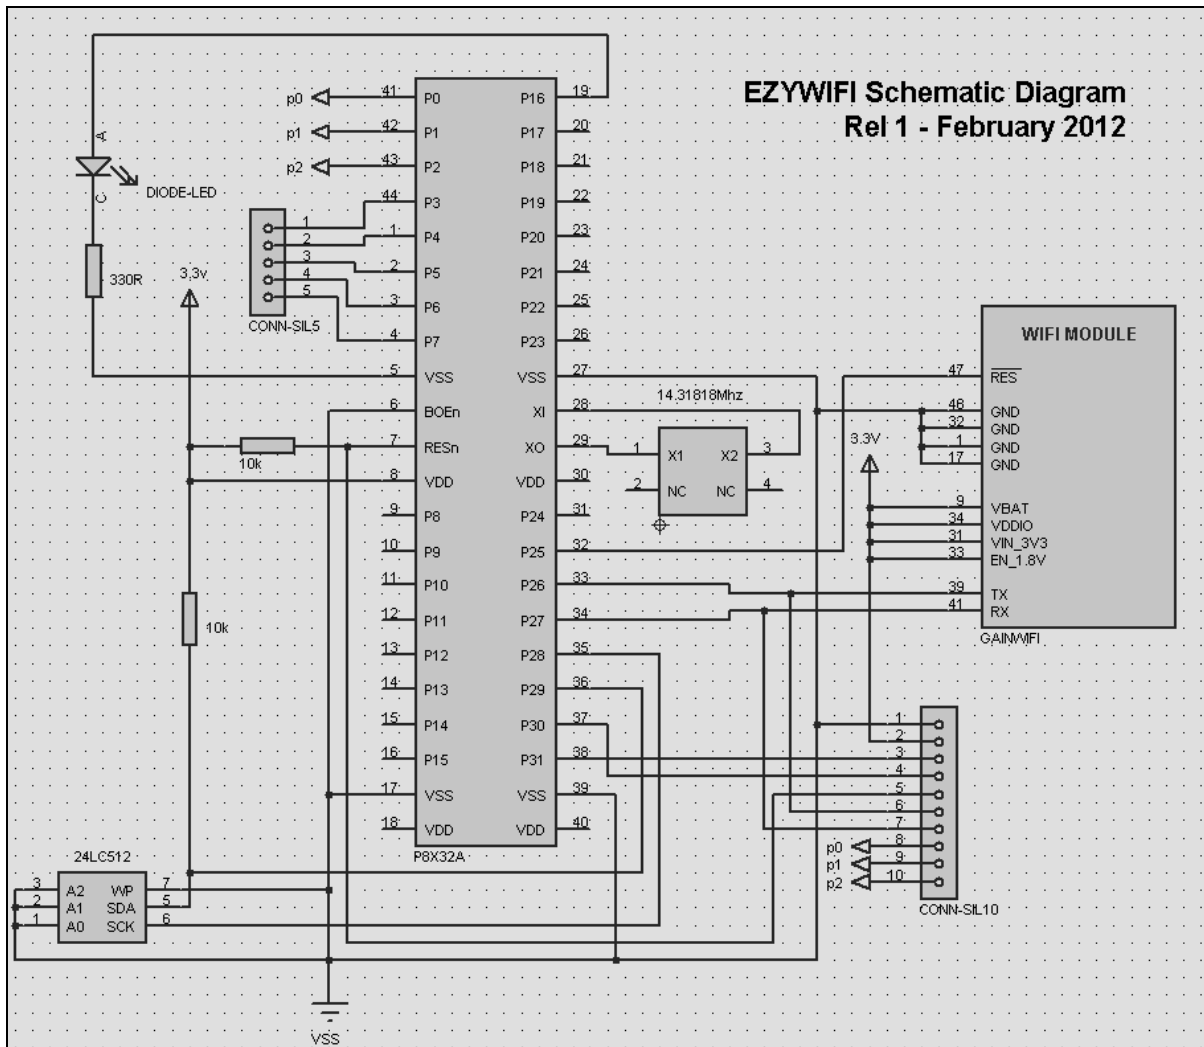 EZYWIFI Schematic Diagram
Rel 1 - February 2012
A
C
DIODE-LED
330R
3.3v
p0
p1
p2
41
42
43
44
1
2
3
4
5
6
7
8
9
10
11
12
13
14
15
16
17
18
P0
P1
P2
P3
P4
P5
P6
P7
VSS
BOEn
RESn
VDD
P8
P9
P10
P11
P12
P13
P14
P15
VSS
VDD
P16
P17
P18
P19
P20
P21
P22
P23
VSS
XI
XO
VDD
P24
P25
P26
P27
P28
P29
P30
P31
VSS
VDD
19
20
21
22
23
24
25
26
27
28
29
30
31
32
33
34
35
36
37
38
39
40
P8X32A
1
2
3
4
5
CONN-SIL5
10k
10k
14.31818Mhz
1 X1 X2 3
2 NC NC 4
3.3V
WIFI MODULE
47 RES
48 GND
32 GND
1 GND
17 GND
9 VBAT
34 VDDIO
31 VIN_3V3
33 EN_1.8V
39 TX
41 RX
GAINWIFI
1
2
3
4
5
6
7
p0 8
p1 9
p2 10
CONN-SIL10
24LC512
3 A2 WP 7
2 A1 SDA 5
1 A0 SCK 6
VSS